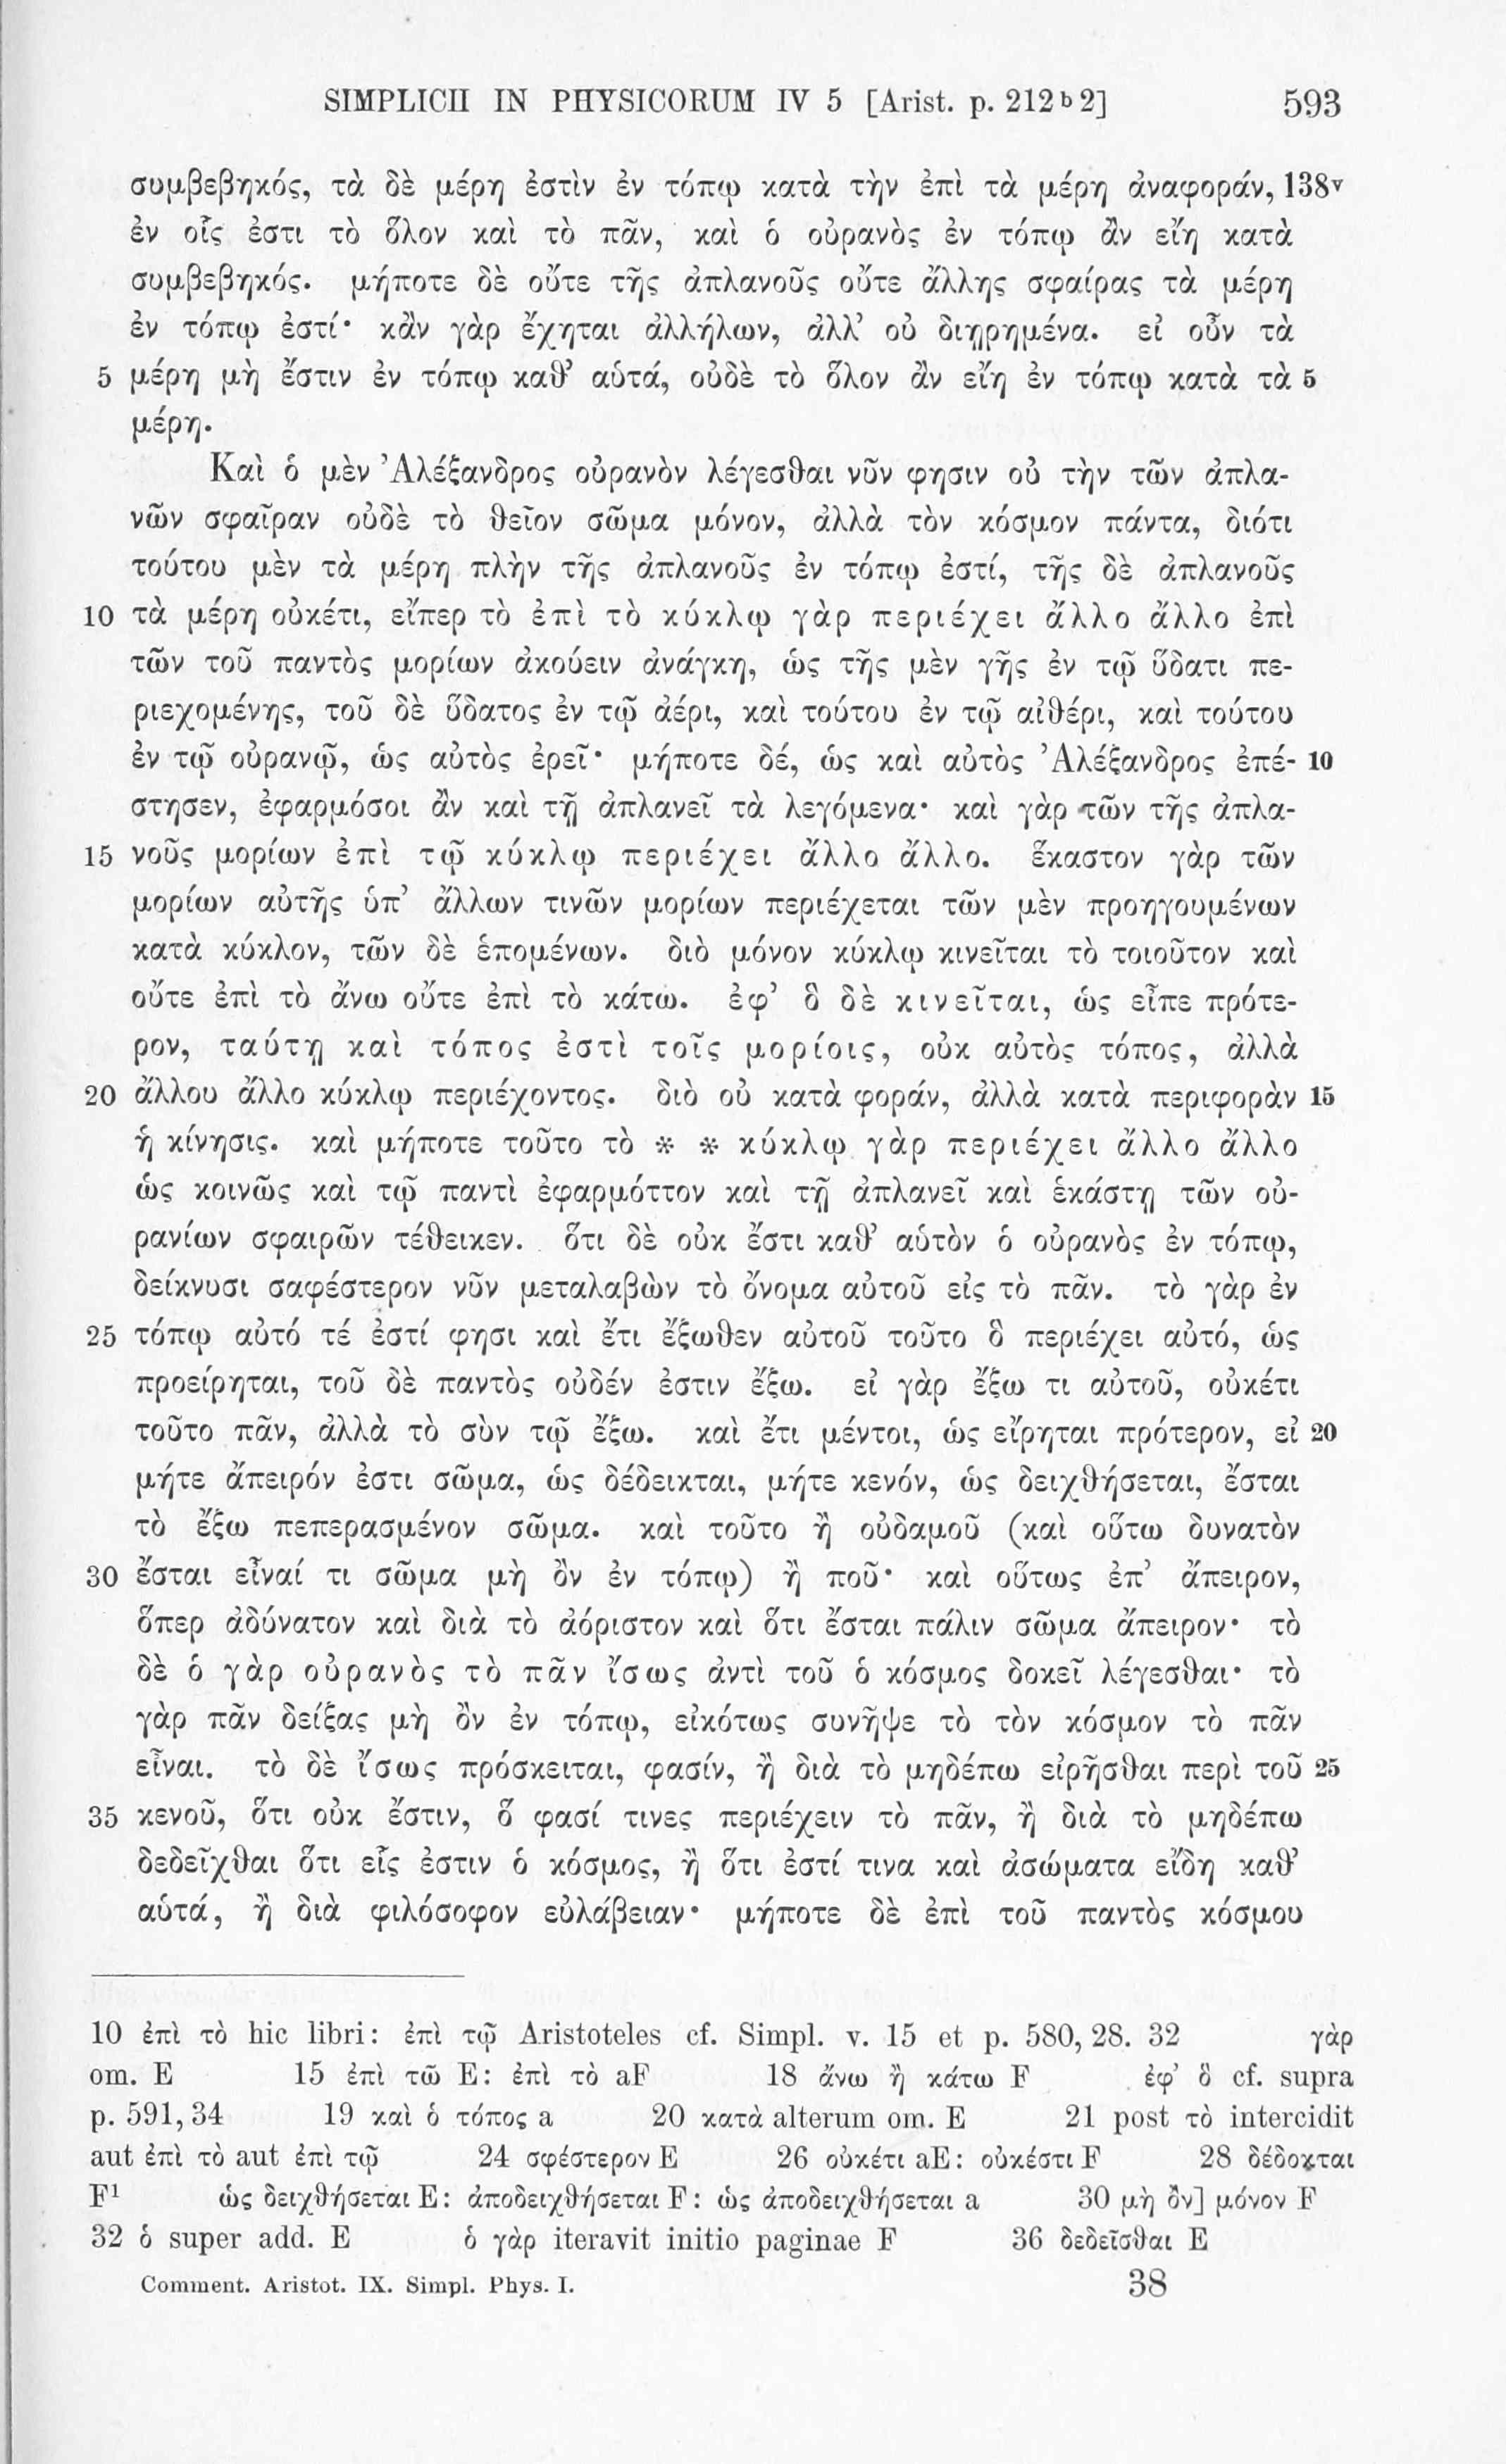 SIMPLICII IN PHYSICORUM IV 5 [Arist. p. 212ᵇ2] 593
συμβεβηκός, τὰ δὲ μέρη ἐστὶν ἐν τόπῳ κατὰ τὴν ἐπὶ τὰ μέρη ἀναφοράν, 138ᵛ
ἐν οἷς ἐστι τὸ ὅλον καὶ τὸ πᾶν, καὶ ὁ οὐρανὸς ἐν τόπῳ ἂν εἴη κατὰ
συμβεβηκός. μήποτε δὲ οὔτε τῆς ἀπλανοῦς οὔτε ἄλλης σφαίρας τὰ μέρη
ἐν τόπῳ ἐστί· κἂν γὰρ ἔχηται ἀλλήλων, ἀλλ’ οὐ διῃρημένα. εἰ οὖν τὰ
5 μέρη μὴ ἔστιν ἐν τόπῳ καθ’ αὑτά, οὐδὲ τὸ ὅλον ἂν εἴη ἐν τόπῳ κατὰ τὰ 5
μέρη.
Καὶ ὁ μὲν Ἀλέξανδρος οὐρανὸν λέγεσθαι νῦν φησιν οὐ τὴν τῶν ἀπλα-
νῶν σφαῖραν οὐδὲ τὸ θεῖον σῶμα μόνον, ἀλλὰ τὸν κόσμον πάντα, διότι
τούτου μὲν τὰ μέρη πλὴν τῆς ἀπλανοῦς ἐν τόπῳ ἐστί, τῆς δὲ ἀπλανοῦς
10 τὰ μέρη οὐκέτι, εἴπερ τὸ ἐπὶ τὸ κύκλῳ γὰρ περιέχει ἄλλο ἄλλο ἐπὶ
τῶν τοῦ παντὸς μορίων ἀκούειν ἀνάγκη, ὡς τῆς μὲν γῆς ἐν τῷ ὕδατι πε-
ριεχομένης, τοῦ δὲ ὕδατος ἐν τῷ ἀέρι, καὶ τούτου ἐν τῷ αἰθέρι, καὶ τούτου
ἐν τῷ οὐρανῷ, ὡς αὐτὸς ἐρεῖ· μήποτε δέ, ὡς καὶ αὐτὸς Ἀλέξανδρος ἐπέ- 10
στησεν, ἐφαρμόσοι ἂν καὶ τῇ ἀπλανεῖ τὰ λεγόμενα· καὶ γὰρ τῶν τῆς ἀπλα-
15 νοῦς μορίων ἐπὶ τῷ κύκλῳ περιέχει ἄλλο ἄλλο. ἕκαστον γὰρ τῶν
μορίων αὐτῆς ὑπ’ ἄλλων τινῶν μορίων περιέχεται τῶν μὲν προηγουμένων
κατὰ κύκλον, τῶν δὲ ἑπομένων. διὸ μόνον κύκλῳ κινεῖται τὸ τοιοῦτον καὶ
οὔτε ἐπὶ τὸ ἄνω οὔτε ἐπὶ τὸ κάτω. ἐφ’ ὃ δὲ κινεῖται, ὡς εἶπε πρότε-
ρον, ταύτῃ καὶ τόπος ἐστὶ τοῖς μορίοις, οὐκ αὐτὸς τόπος, ἀλλὰ
20 ἄλλου ἄλλο κύκλῳ περιέχοντος. διὸ οὐ κατὰ φοράν, ἀλλὰ κατὰ περιφορὰν 15
ἡ κίνησις. καὶ μήποτε τοῦτο τὸ * * κύκλῳ γὰρ περιέχει ἄλλο ἄλλο
ὡς κοινῶς καὶ τῷ παντὶ ἐφαρμόττον καὶ τῇ ἀπλανεῖ καὶ ἑκάστῃ τῶν οὐ-
ρανίων σφαιρῶν τέθεικεν. ὅτι δὲ οὐκ ἔστι καθ’ αὑτὸν ὁ οὐρανὸς ἐν τόπῳ,
δείκνυσι σαφέστερον νῦν μεταλαβὼν τὸ ὄνομα αὐτοῦ εἰς τὸ πᾶν. τὸ γὰρ ἐν
25 τόπῳ αὐτό τέ ἐστί φησι καὶ ἔτι ἔξωθεν αὐτοῦ τοῦτο ὃ περιέχει αὐτό, ὡς
προείρηται, τοῦ δὲ παντὸς οὐδέν ἐστιν ἔξω. εἰ γὰρ ἔξω τι αὐτοῦ, οὐκέτι
τοῦτο πᾶν, ἀλλὰ τὸ σὺν τῷ ἔξω. καὶ ἔτι μέντοι, ὡς εἴρηται πρότερον, εἰ 20
μήτε ἄπειρόν ἐστι σῶμα, ὡς δέδεικται, μήτε κενόν, ὡς δειχθήσεται, ἔσται
τὸ ἔξω πεπερασμένον σῶμα. καὶ τοῦτο ἢ οὐδαμοῦ (καὶ οὕτω δυνατὸν
30 ἔσται εἶναί τι σῶμα μὴ ὂν ἐν τόπῳ) ἢ ποῦ· καὶ οὕτως ἐπ’ ἄπειρον,
ὅπερ ἀδύνατον καὶ διὰ τὸ ἀόριστον καὶ ὅτι ἔσται πάλιν σῶμα ἄπειρον· τὸ
δὲ ὁ γὰρ οὐρανὸς τὸ πᾶν ἴσως ἀντὶ τοῦ ὁ κόσμος δοκεῖ λέγεσθαι· τὸ
γὰρ πᾶν δείξας μὴ ὂν ἐν τόπῳ, εἰκότως συνῆψε τὸ τὸν κόσμον τὸ πᾶν
εἶναι. τὸ δὲ ἴσως πρόσκειται, φασίν, ἢ διὰ τὸ μηδέπω εἰρῆσθαι περὶ τοῦ 25
35 κενοῦ, ὅτι οὐκ ἔστιν, ὅ φασί τινες περιέχειν τὸ πᾶν, ἢ διὰ τὸ μηδέπω
δεδεῖχθαι ὅτι εἷς ἐστιν ὁ κόσμος, ἢ ὅτι ἐστί τινα καὶ ἀσώματα εἴδη καθ’
αὑτά, ἢ διὰ φιλόσοφον εὐλάβειαν· μήποτε δὲ ἐπὶ τοῦ παντὸς κόσμου
10 ἐπὶ τὸ hic libri: ἐπὶ τῷ Aristoteles cf. Simpl. v. 15 et p. 580, 28. 32 γὰρ
om. E 15 ἐπὶ τῶ E: ἐπὶ τὸ aF 18 ἄνω ἢ κάτω F ἐφ’ ὃ cf. supra
p. 591, 34 19 καὶ ὁ τόπος a 20 κατὰ alterum om. E 21 post τὸ intercidit
aut ἐπὶ τὸ aut ἐπὶ τῷ 24 σφέστερον E 26 οὐκέτι aE: οὐκέστι F 28 δέδοκται
F¹ ὡς δειχθήσεται E: ἀποδειχθήσεται F: ὡς ἀποδειχθήσεται a 30 μὴ ὂν] μόνον F
32 ὁ super add. E ὁ γὰρ iteravit initio paginae F 36 δεδεῖσθαι E
Comment. Aristot. IX. Simpl. Phys. I. 38